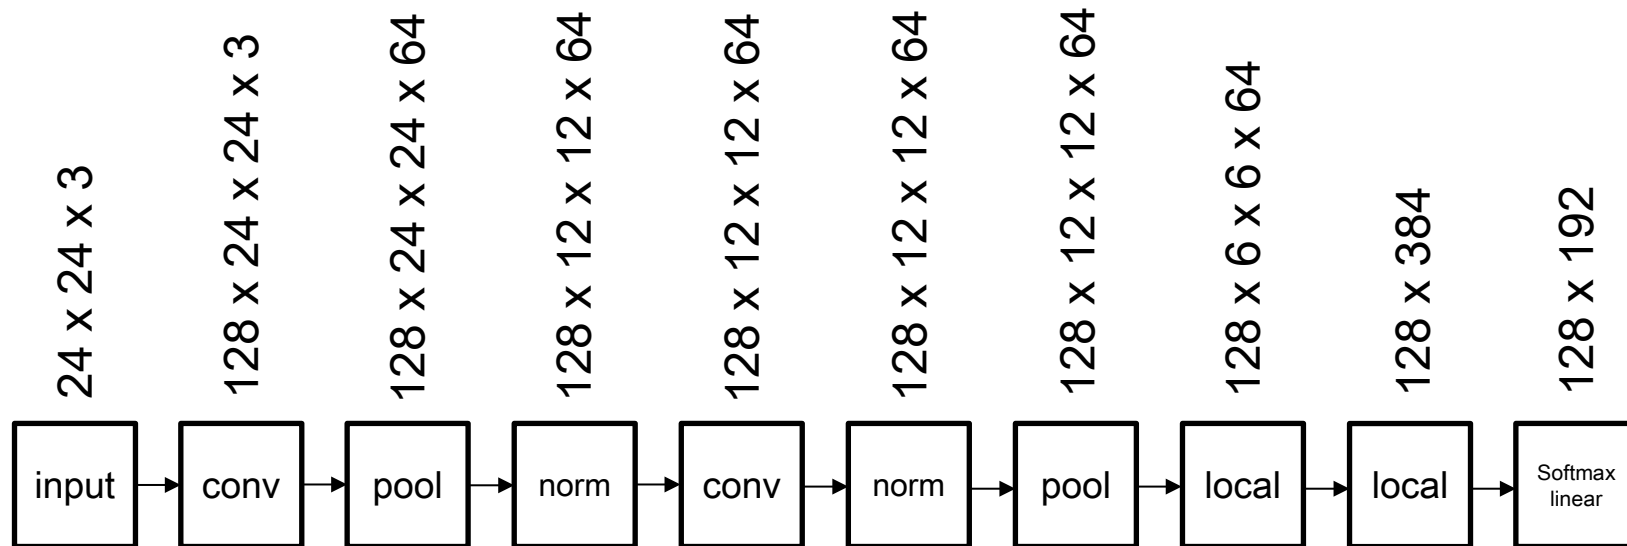 24 x 24 x 3
128 x 24 x 24 x 3
128 x 24 x 24 x 64
128 x 12 x 12 x 64
128 x 12 x 12 x 64
128 x 12 x 12 x 64
128 x 12 x 12 x 64
128 x 6 x 6 x 64
128 x 384
128 x 192
input
conv
pool
norm
conv
norm
pool
local
local
Softmax
linear